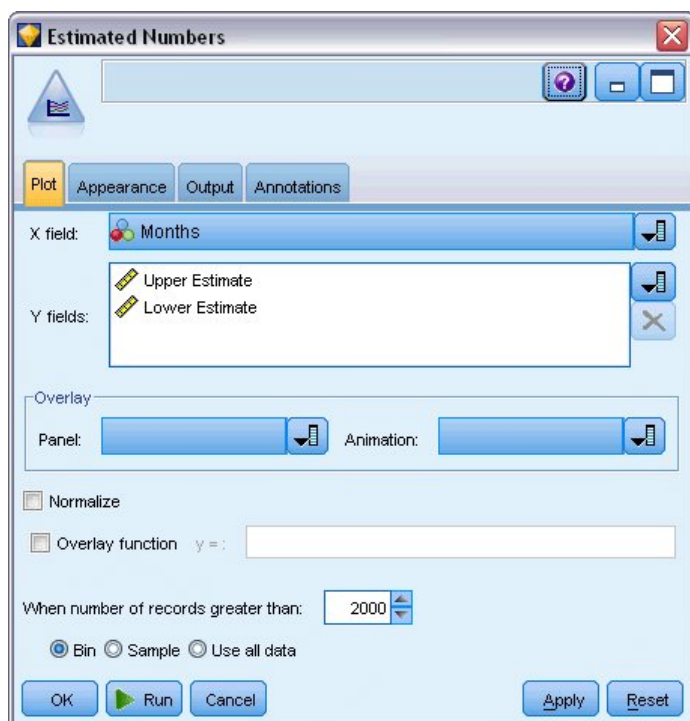 Estimated Numbers
?
Plot Appearance Output Annotations
X field: Months
Y fields:
Upper Estimate
Lower Estimate
Overlay
Panel: Animation:
Normalize
Overlay function y = :
When number of records greater than: 2000
Bin Sample Use all data
OK Run Cancel Apply Reset